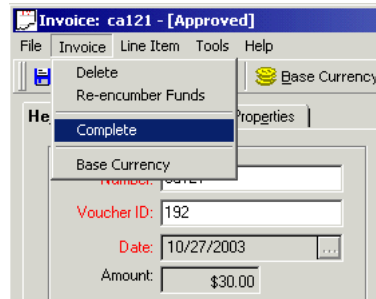 Invoice: ca121 - [Approved]
File Invoice Line Item Tools Help
Delete
Re-encumber Funds
Complete
Base Currency
Base Currency
He
Properties
Number:
Voucher ID: 192
Date: 10/27/2003 ...
Amount: $30.00